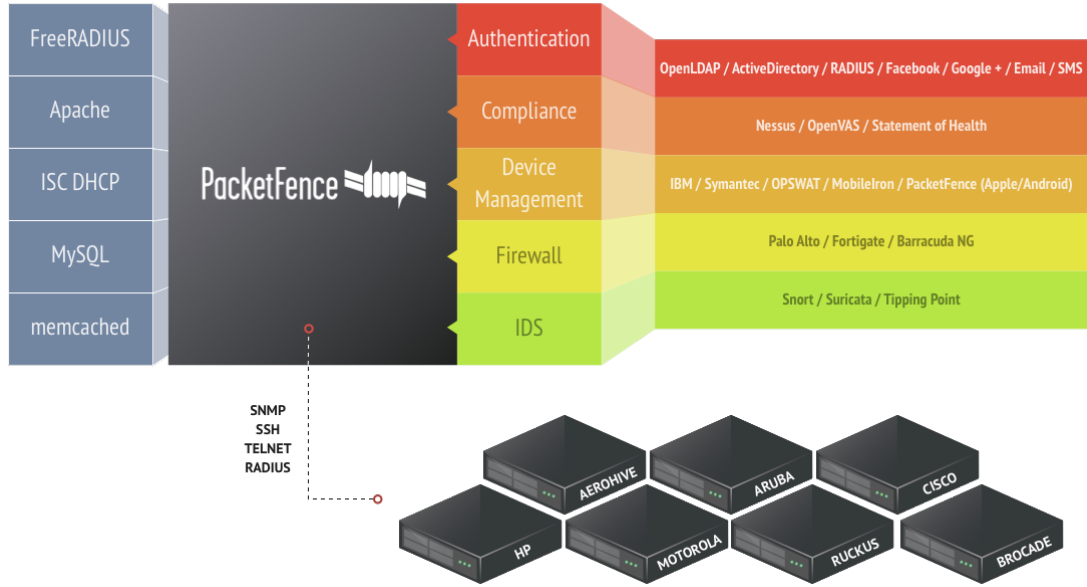 FreeRADIUS
Apache
ISC DHCP
MySQL
memcached
PacketFence
Authentication
Compliance
Device
Management
Firewall
IDS
OpenLDAP / ActiveDirectory / RADIUS / Facebook / Google + / Email / SMS
Nessus / OpenVAS / Statement of Health
IBM / Symantec / OPSWAT / MobileIron / PacketFence (Apple/Android)
Palo Alto / Fortigate / Barracuda NG
Snort / Suricata / Tipping Point
SNMP
SSH
TELNET
RADIUS
AEROHIVE
ARUBA
CISCO
HP
MOTOROLA
RUCKUS
BROCADE